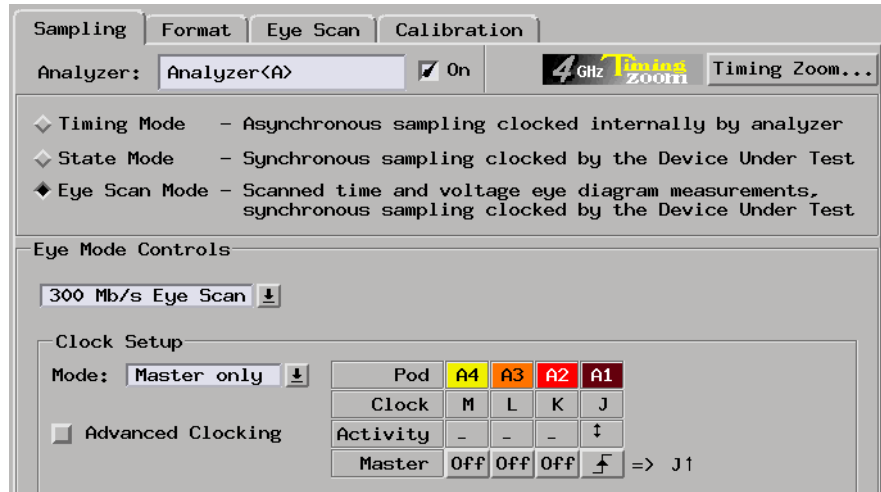 Sampling Format Eye Scan Calibration
Analyzer: Analyzer<A> On 4 GHz Timing Zoom Timing Zoom...
Timing Mode - Asynchronous sampling clocked internally by analyzer
State Mode - Synchronous sampling clocked by the Device Under Test
Eye Scan Mode - Scanned time and voltage eye diagram measurements,
synchronous sampling clocked by the Device Under Test
Eye Mode Controls
300 Mb/s Eye Scan
Clock Setup
Mode: Master only
Pod A4 A3 A2 A1
Clock M L K J
Advanced Clocking
Activity - - - ↕
Master Off Off Off => J↑